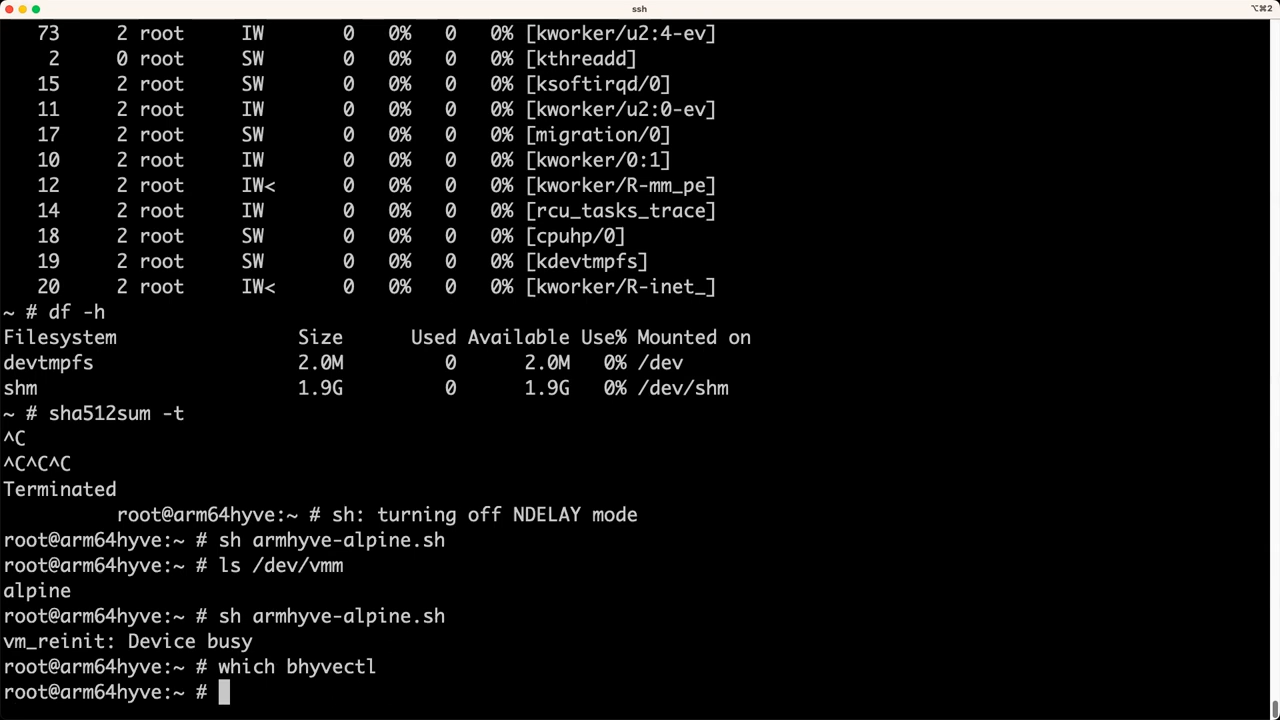 ssh
⌥⌘2
73 2 root IW 0 0% 0 0% [kworker/u2:4-ev]
2 0 root SW 0 0% 0 0% [kthreadd]
15 2 root SW 0 0% 0 0% [ksoftirqd/0]
11 2 root IW 0 0% 0 0% [kworker/u2:0-ev]
17 2 root SW 0 0% 0 0% [migration/0]
10 2 root IW 0 0% 0 0% [kworker/0:1]
12 2 root IW< 0 0% 0 0% [kworker/R-mm_pe]
14 2 root IW 0 0% 0 0% [rcu_tasks_trace]
18 2 root SW 0 0% 0 0% [cpuhp/0]
19 2 root SW 0 0% 0 0% [kdevtmpfs]
20 2 root IW< 0 0% 0 0% [kworker/R-inet_]
~ # df -h
Filesystem Size Used Available Use% Mounted on
devtmpfs 2.0M 0 2.0M 0% /dev
shm 1.9G 0 1.9G 0% /dev/shm
~ # sha512sum -t
^C
^C^C^C
Terminated
root@arm64hyve:~ # sh: turning off NDELAY mode
root@arm64hyve:~ # sh armhyve-alpine.sh
root@arm64hyve:~ # ls /dev/vmm
alpine
root@arm64hyve:~ # sh armhyve-alpine.sh
vm_reinit: Device busy
root@arm64hyve:~ # which bhyvectl
root@arm64hyve:~ #